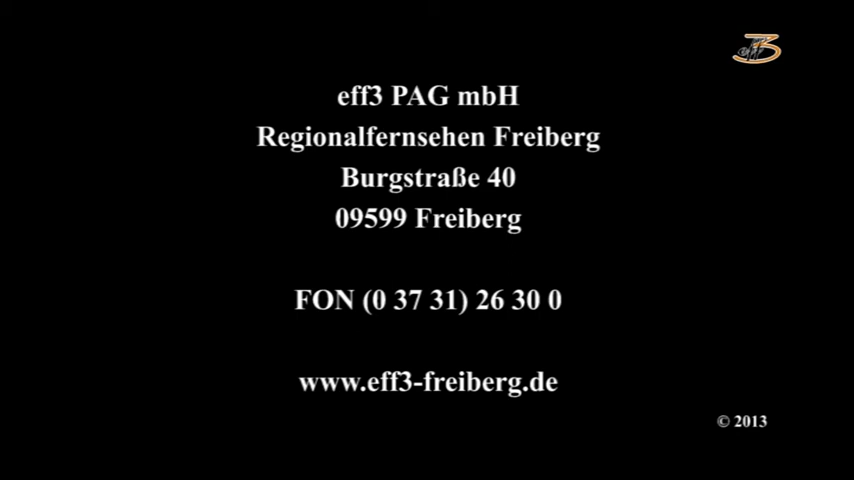 eff3
eff3 PAG mbH
Regionalfernsehen Freiberg
Burgstraße 40
09599 Freiberg
FON (0 37 31) 26 30 0
www.eff3-freiberg.de
© 2013